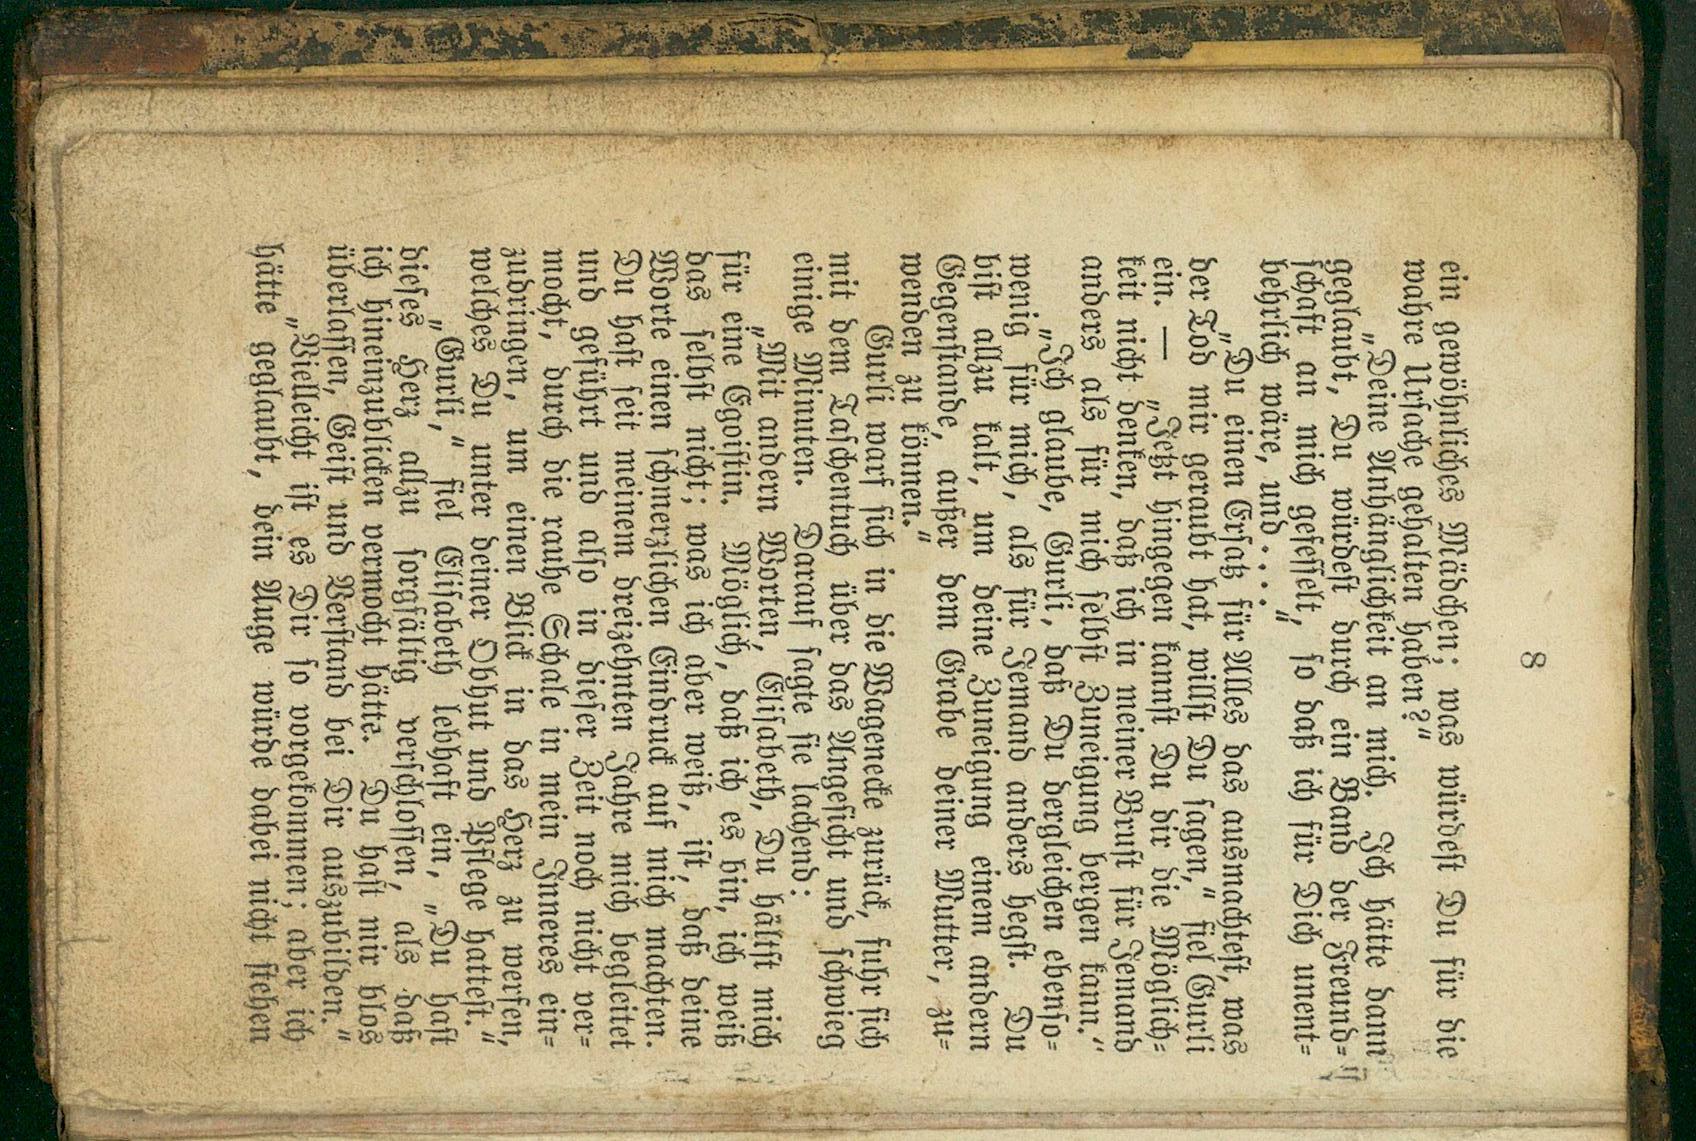 8
ein gewöhnliches Mädchen; was würdest Du für die
wahre Ursache gehalten haben?"
„Deine Anhänglichkeit an mich. Ich hätte dann
geglaubt, Du würdest durch ein Band der Freund-
schaft an mich gefesselt, so daß ich für Dich unent-
behrlich wäre, und . . . ."
„Du einen Ersatz für Alles das ausmachtest, was
der Tod mir geraubt hat, willst Du sagen," fiel Gurli
ein. — „Jetzt hingegen kannst Du dir die Möglich-
keit nicht denken, daß ich in meiner Brust für Jemand
anders als für mich selbst Zuneigung hergen kann."
„Ich glaube, Gurli, daß Du dergleichen ebenso-
wenig für mich, als für Jemand anders hegst. Du
bist allzu kalt, um deine Zuneigung einem andern
Gegenstande, außer dem Grabe deiner Mutter, zu-
wenden zu können."
Gurli warf sich in die Wagenecke zurück, fuhr sich
mit dem Taschentuch über das Angesicht und schwieg
einige Minuten. Darauf sagte sie lachend:
„Mit andern Worten, Elisabeth, Du hältst mich
für eine Egoistin. Möglich, daß ich es bin, ich weiß
das selbst nicht; was ich aber weiß, ist, daß deine
Worte einen schmerzlichen Eindruck auf mich machten.
Du hast seit meinem dreizehnten Jahre mich begleitet
und geführt und also in dieser Zeit noch nicht ver-
mocht, durch die rauhe Schale in mein Inneres ein-
zudringen, um einen Blick in das Herz zu werfen,
welches Du unter deiner Obhut und Pflege hattest."
„Gurli," fiel Elisabeth lebhaft ein, „Du hast
dieses Herz allzu sorgfältig verschlossen, als daß
ich hineinzublicken vermocht hätte. Du hast mir blos
überlassen, Geist und Verstand bei Dir auszubilden."
„Vielleicht ist es Dir so vorgekommen; aber ich
hätte geglaubt, dein Auge würde dabei nicht stehen